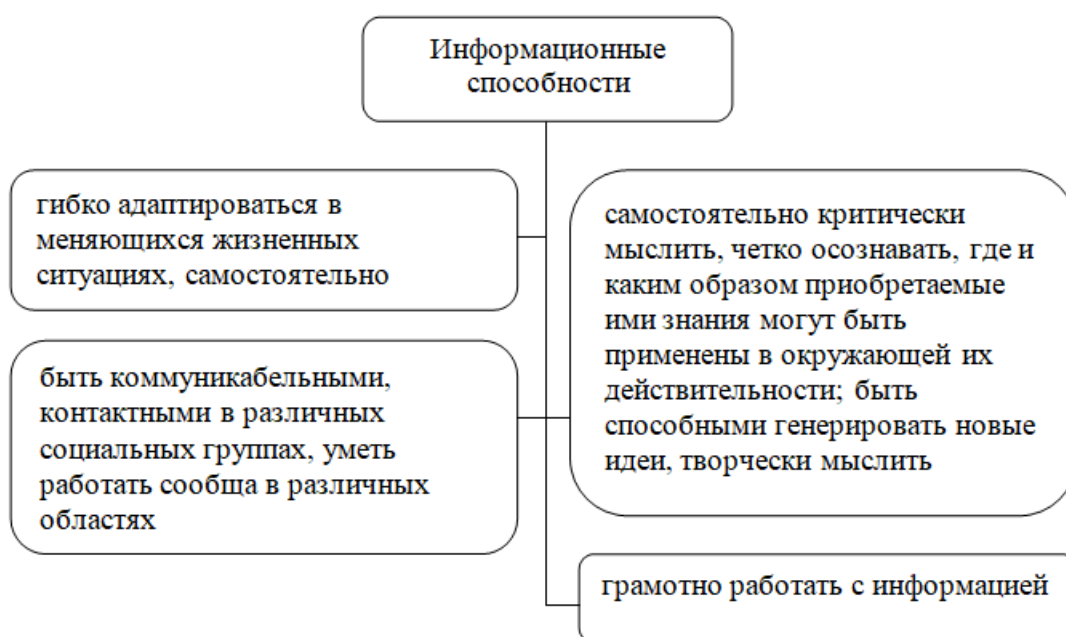 Информационные
способности
гибко адаптироваться в
меняющихся жизненных
ситуациях, самостоятельно
самостоятельно критически
мыслить, четко осознавать, где и
каким образом приобретаемые
ими знания могут быть
применены в окружающей их
действительности; быть
способными генерировать новые
идеи, творчески мыслить
быть коммуникабельными,
контактными в различных
социальных группах, уметь
работать сообща в различных
областях
грамотно работать с информацией